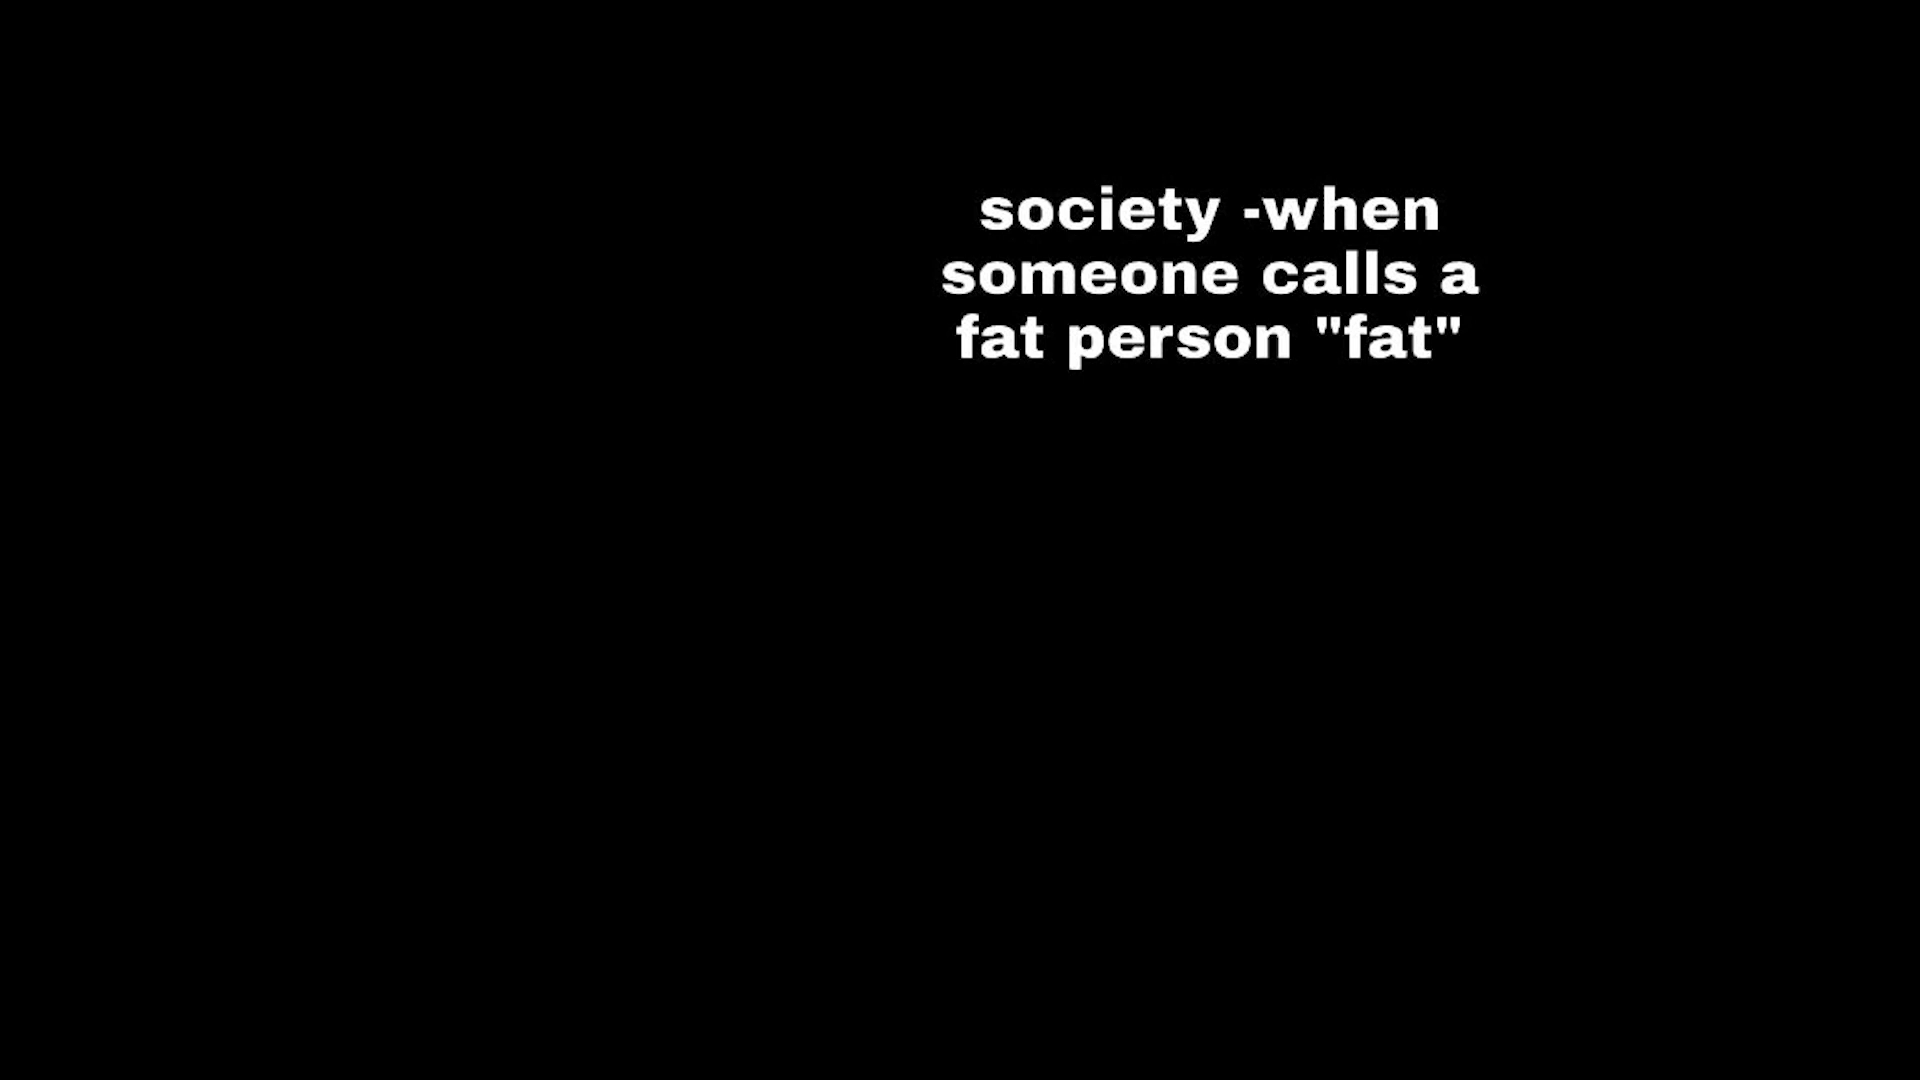 society -when
someone calls a
fat person "fat"